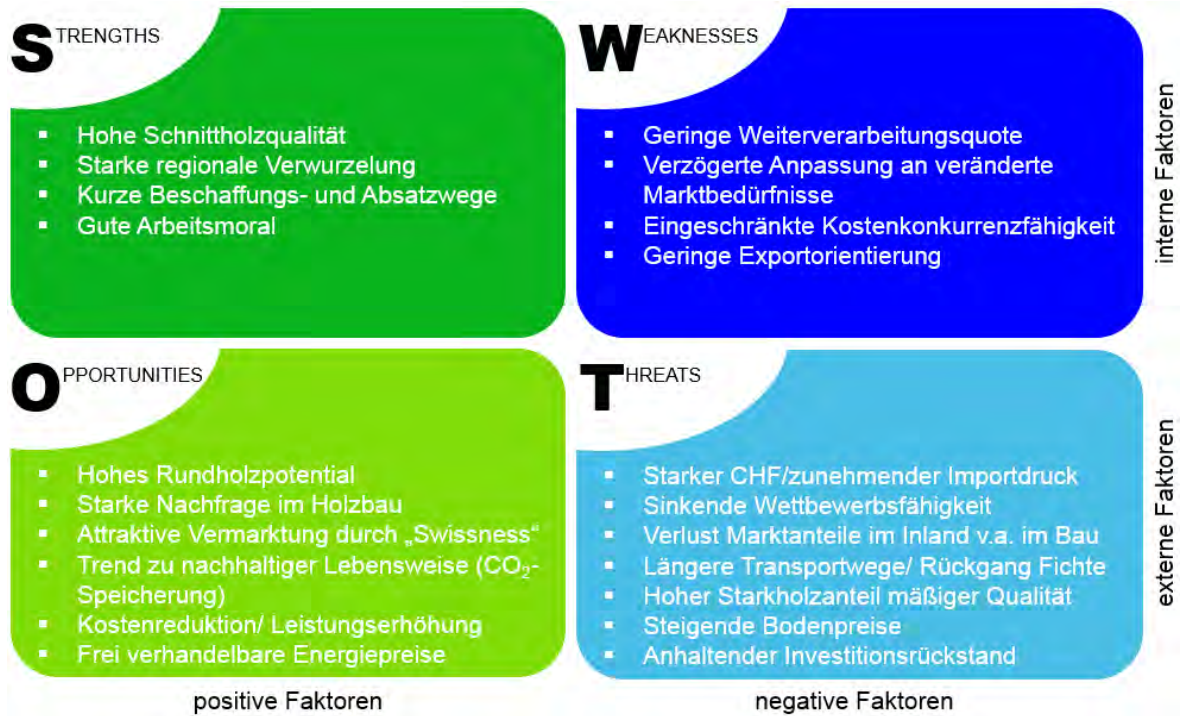 STRENGTHS
▪ Hohe Schnittholzqualität
▪ Starke regionale Verwurzelung
▪ Kurze Beschaffungs- und Absatzwege
▪ Gute Arbeitsmoral
WEAKNESSES
▪ Geringe Weiterverarbeitungsquote
▪ Verzögerte Anpassung an veränderte
Marktbedürfnisse
▪ Eingeschränkte Kostenkonkurrenzfähigkeit
▪ Geringe Exportorientierung
interne Faktoren
OPPORTUNITIES
▪ Hohes Rundholzpotential
▪ Starke Nachfrage im Holzbau
▪ Attraktive Vermarktung durch „Swissness“
▪ Trend zu nachhaltiger Lebensweise (CO₂-
Speicherung)
▪ Kostenreduktion/ Leistungserhöhung
▪ Frei verhandelbare Energiepreise
THREATS
▪ Starker CHF/zunehmender Importdruck
▪ Sinkende Wettbewerbsfähigkeit
▪ Verlust Marktanteile im Inland v.a. im Bau
▪ Längere Transportwege/ Rückgang Fichte
▪ Hoher Starkholzanteil mäßiger Qualität
▪ Steigende Bodenpreise
▪ Anhaltender Investitionsrückstand
externe Faktoren
positive Faktoren
negative Faktoren